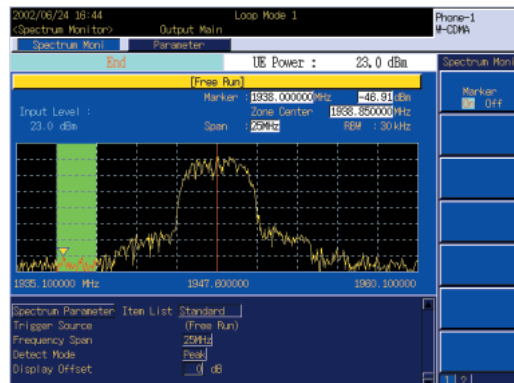 2002/06/24 16:44 Loop Mode 1 Phone-1
<Spectrum Monitor> Output Main W-CDMA
Spectrum Moni Parameter
End UE Power : 23.0 dBm Spectrum Moni
[Free Run]
Marker : 1938.000000 MHz -46.91 dBm Marker
Input Level : Zone Center 1938.850000 MHz On Off
23.0 dBm Span : 25MHz RBW : 30 kHz
1935.100000 MHz 1947.600000 1960.100000
Spectrum Parameter Item List Standard
Trigger Source (Free Run)
Frequency Span 25MHz
Detect Mode Peak
Display Offset 0 dB
1 2